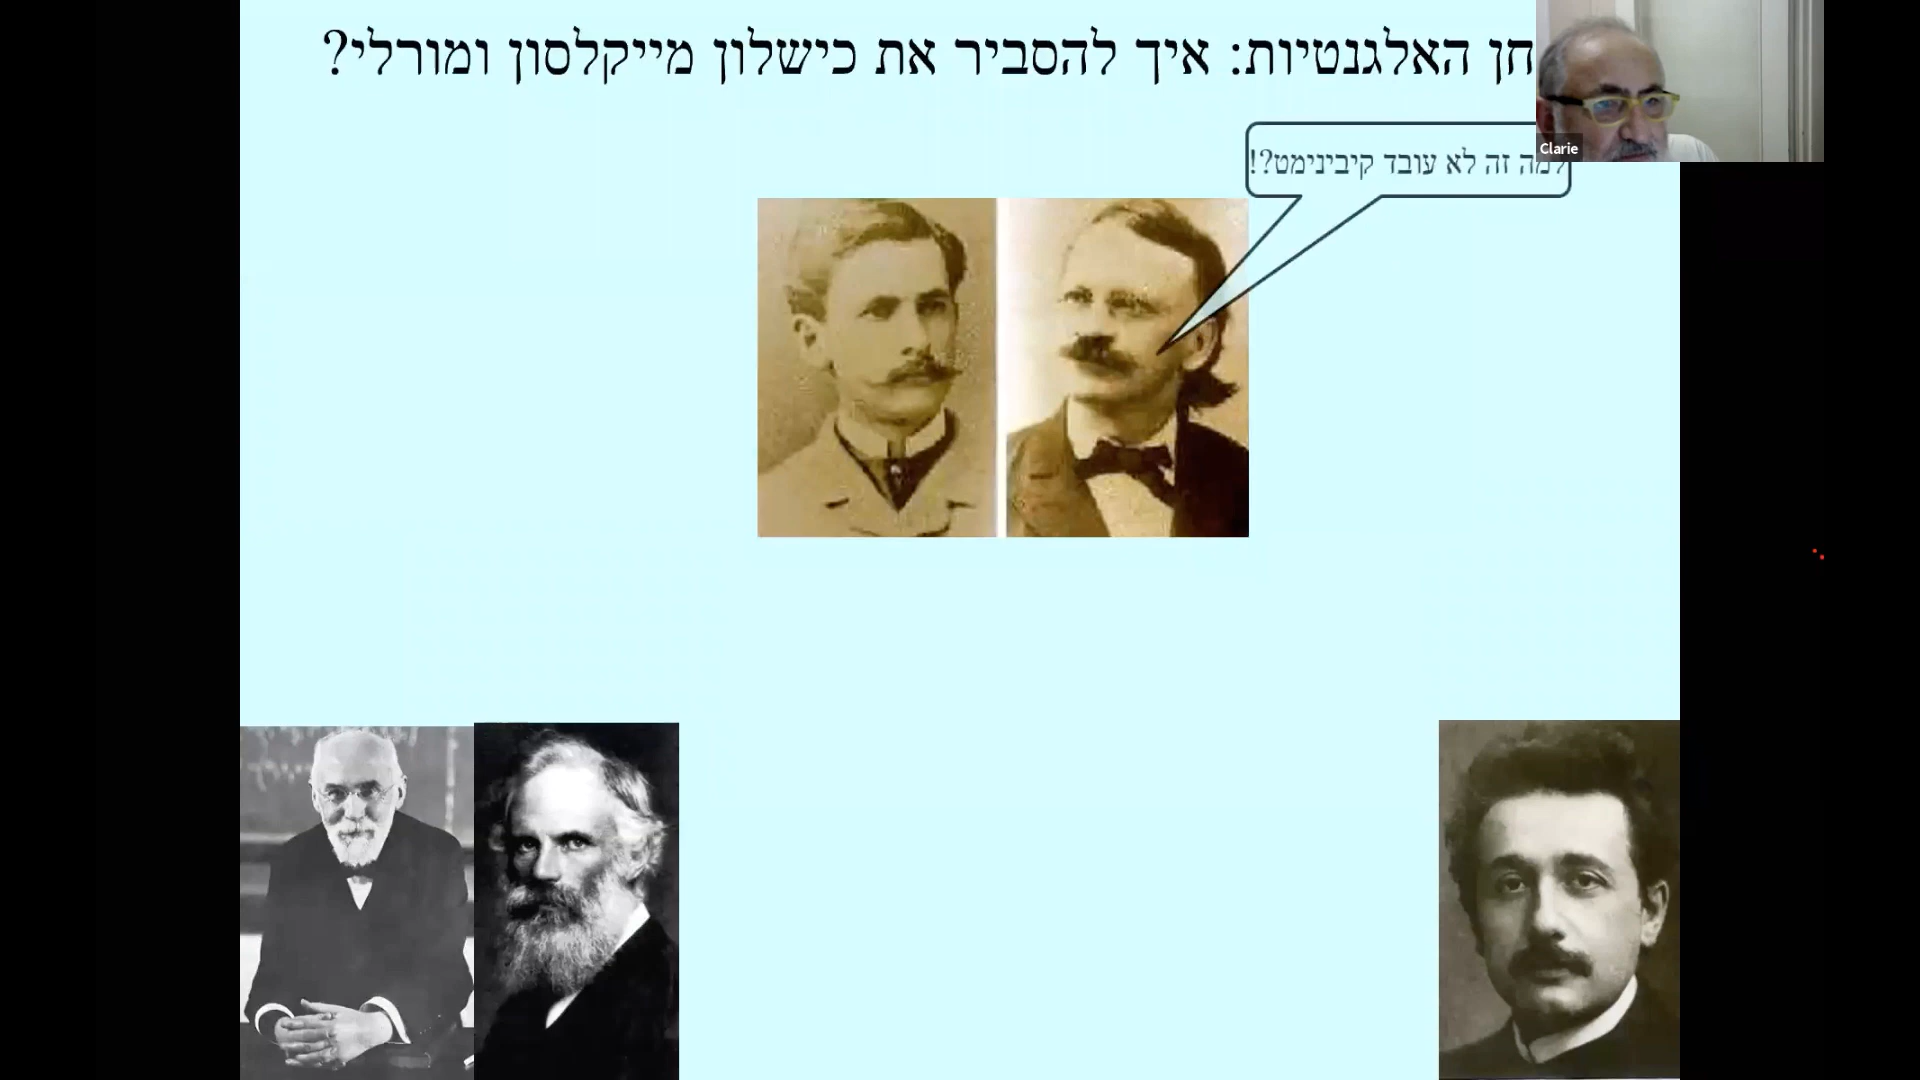 חן האלגנטיות: איך להסביר את כישלון מייקלסון ומורלי?
Clarie
למה זה לא עובד קיבינימט?!